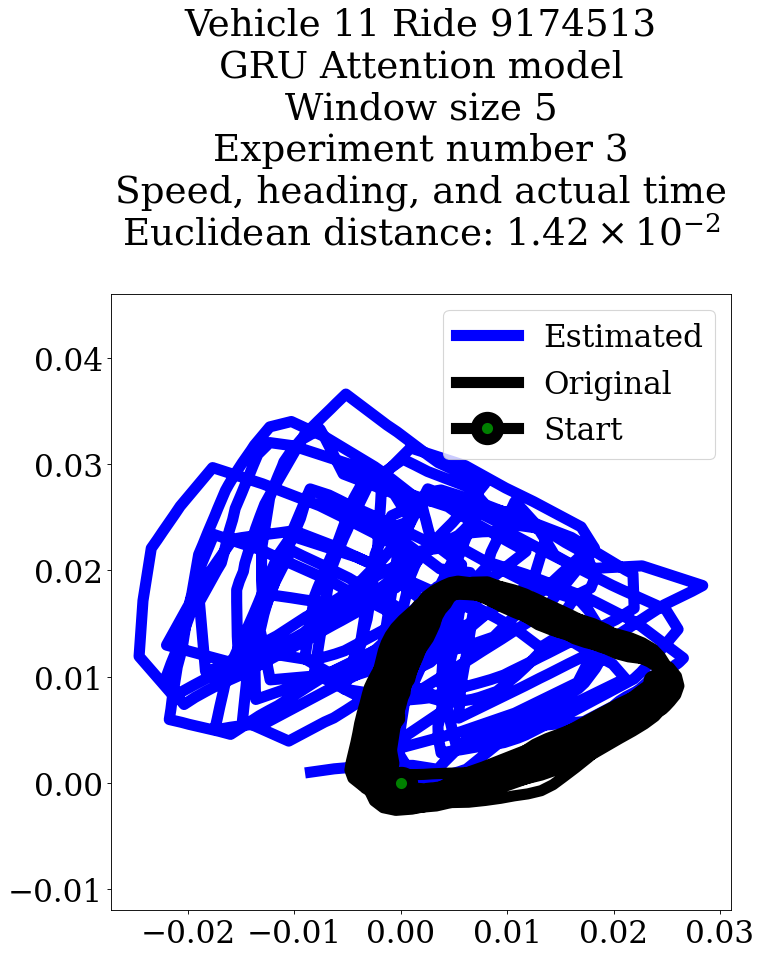 Vehicle 11 Ride 9174513
GRU Attention model
Window size 5
Experiment number 3
Speed, heading, and actual time
Euclidean distance: 1.42 × 10⁻²
Estimated
Original
Start
0.04
0.03
0.02
0.01
0.00
−0.01
−0.02 −0.01 0.00 0.01 0.02 0.03